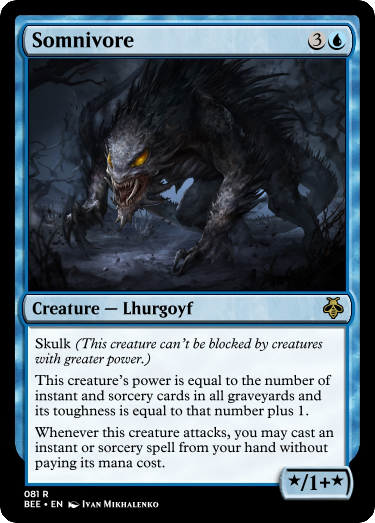 Somnivore 3
Creature — Lhurgoyf
Skulk (This creature can't be blocked by creatures
with greater power.)
This creature's power is equal to the number of
instant and sorcery cards in all graveyards and
its toughness is equal to that number plus 1.
Whenever this creature attacks, you may cast an
instant or sorcery spell from your hand without
paying its mana cost.
★/1+★
081 R
BEE • EN Ivan Mikhalenko